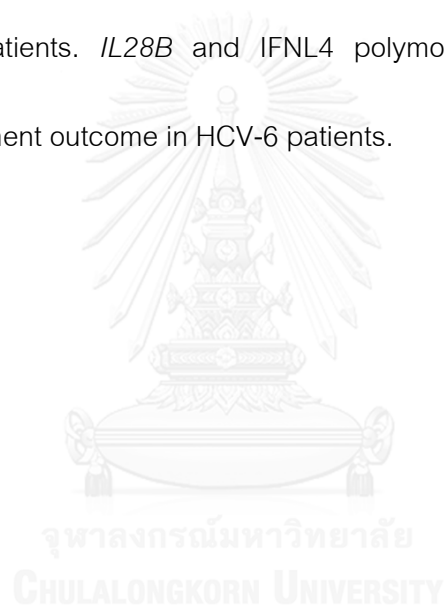 atients. IL28B and IFNL4 polymo
nent outcome in HCV-6 patients.
จุฬาลงกรณ์มหาวิทยาลัย
CHULALONGKORN UNIVERSITY